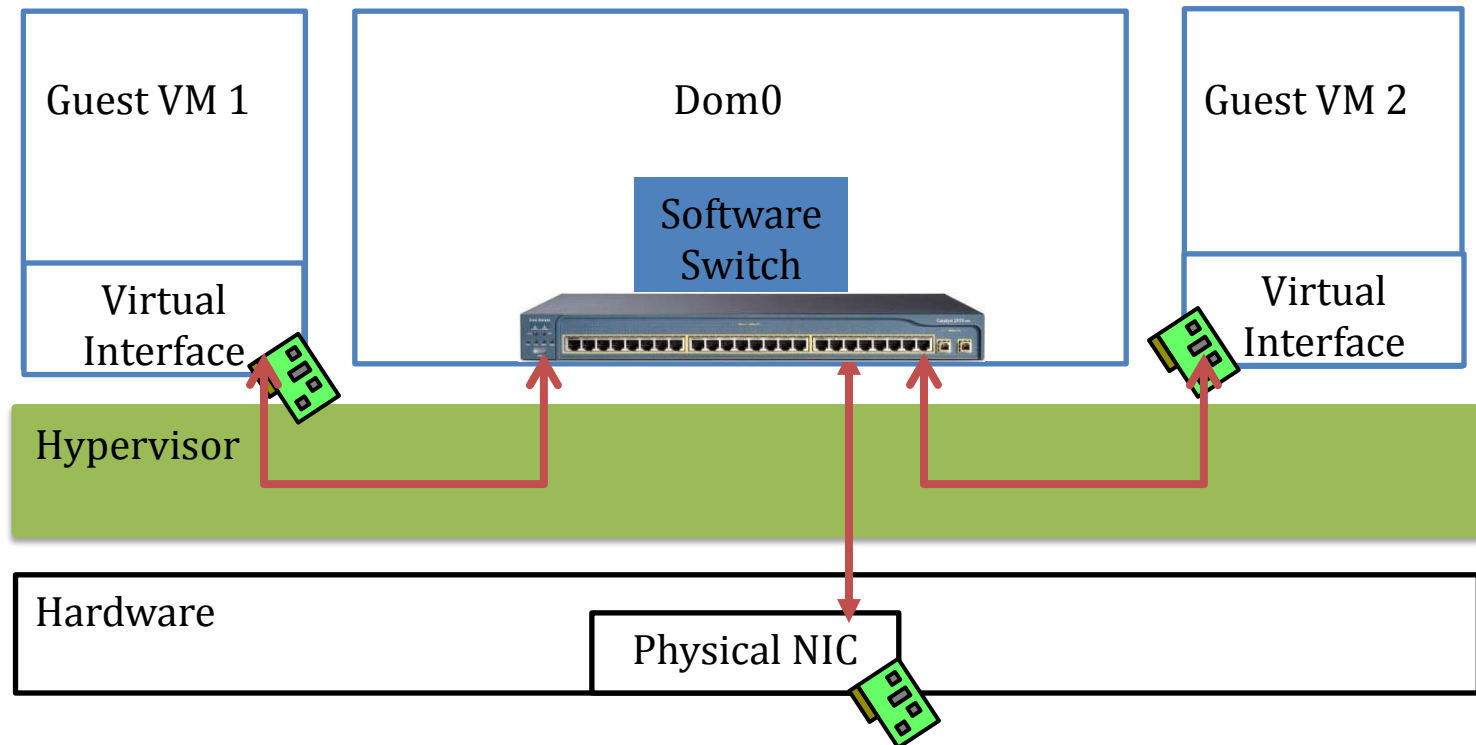 Guest VM 1
Dom0
Guest VM 2
Software
Switch
Virtual
Interface
Virtual
Interface
Hypervisor
Hardware
Physical NIC